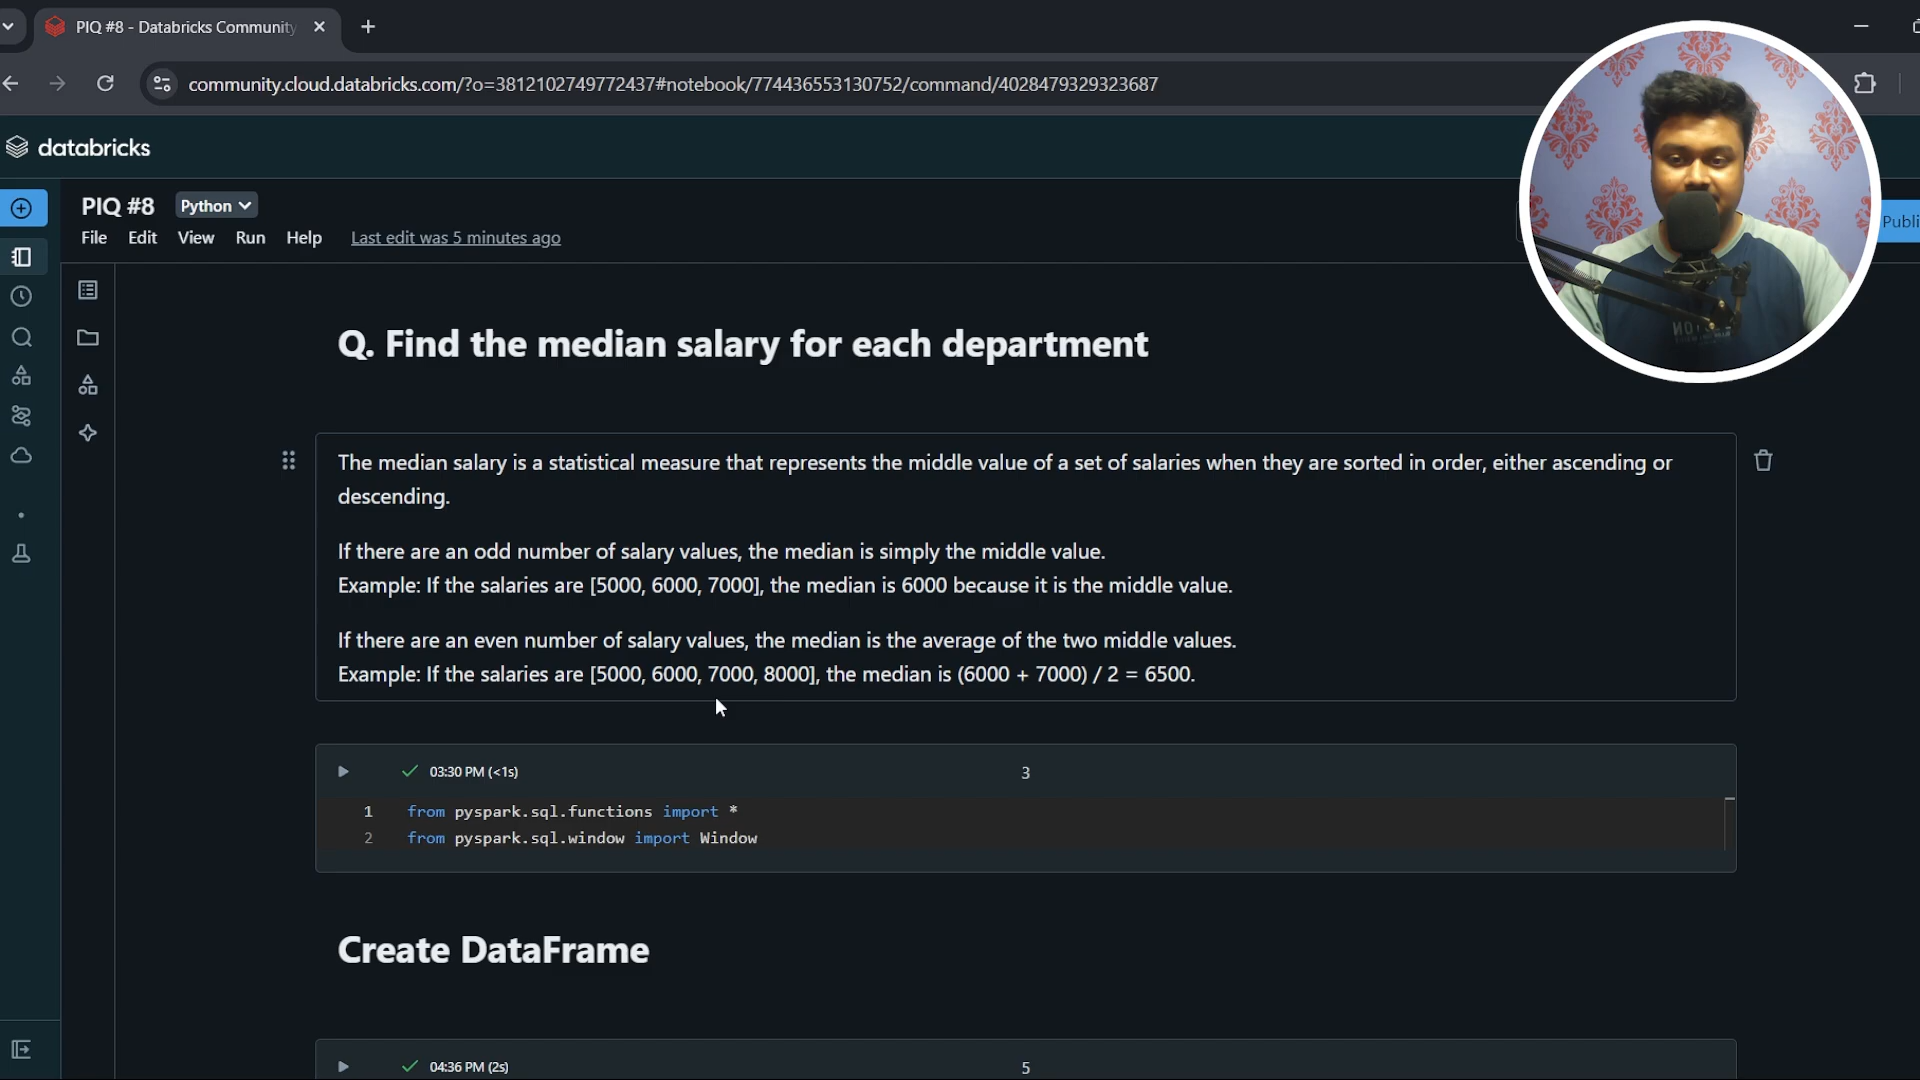 PIQ #8 - Databricks Community
community.cloud.databricks.com/?o=3812102749772437#notebook/774436553130752/command/4028479329323687
databricks
PIQ #8 Python
File Edit View Run Help Last edit was 5 minutes ago
Publi
Q. Find the median salary for each department
The median salary is a statistical measure that represents the middle value of a set of salaries when they are sorted in order, either ascending or
descending.
If there are an odd number of salary values, the median is simply the middle value.
Example: If the salaries are [5000, 6000, 7000], the median is 6000 because it is the middle value.
If there are an even number of salary values, the median is the average of the two middle values.
Example: If the salaries are [5000, 6000, 7000, 8000], the median is (6000 + 7000) / 2 = 6500.
03:30 PM (<1s) 3
1 from pyspark.sql.functions import *
2 from pyspark.sql.window import Window
Create DataFrame
04:36 PM (2s) 5